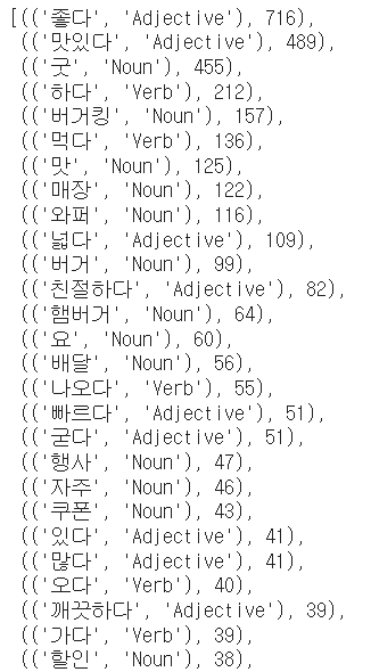 [(('좋다', 'Adjective'), 716),
(('맛있다', 'Adjective'), 489),
(('굿', 'Noun'), 455),
(('하다', 'Verb'), 212),
(('버거킹', 'Noun'), 157),
(('먹다', 'Verb'), 136),
(('맛', 'Noun'), 125),
(('매장', 'Noun'), 122),
(('와퍼', 'Noun'), 116),
(('넓다', 'Adjective'), 109),
(('버거', 'Noun'), 99),
(('친절하다', 'Adjective'), 82),
(('햄버거', 'Noun'), 64),
(('요', 'Noun'), 60),
(('배달', 'Noun'), 56),
(('나오다', 'Verb'), 55),
(('빠르다', 'Adjective'), 51),
(('굳다', 'Adjective'), 51),
(('행사', 'Noun'), 47),
(('자주', 'Noun'), 46),
(('쿠폰', 'Noun'), 43),
(('있다', 'Adjective'), 41),
(('많다', 'Adjective'), 41),
(('오다', 'Verb'), 40),
(('깨끗하다', 'Adjective'), 39),
(('가다', 'Verb'), 39),
(('할인', 'Noun'), 38),